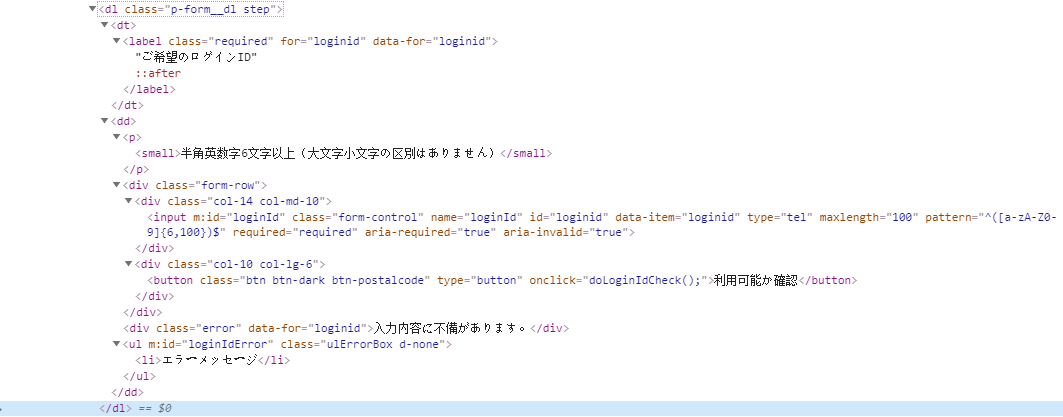 <dl class="p-form__dl step">
<dt>
<label class="required" for="loginid" data-for="loginid">
"ご希望のログインID"
::after
</label>
</dt>
<dd>
<p>
<small>半角英数字6文字以上（大文字小文字の区別はありません）</small>
</p>
<div class="form-row">
<div class="col-14 col-md-10">
<input m:id="loginId" class="form-control" name="loginId" id="loginid" data-item="loginid" type="tel" maxlength="100" pattern="^([a-zA-Z0-
9]{6,100})$" required="required" aria-required="true" aria-invalid="true">
</div>
<div class="col-10 col-lg-6">
<button class="btn btn-dark btn-postalcode" type="button" onclick="doLoginIdCheck();">利用可能か確認</button>
</div>
</div>
<div class="error" data-for="loginid">入力内容に不備があります。</div>
<ul m:id="loginIdError" class="ulErrorBox d-none">
<li>エラーメッセージ</li>
</ul>
</dd>
</dl> == $0